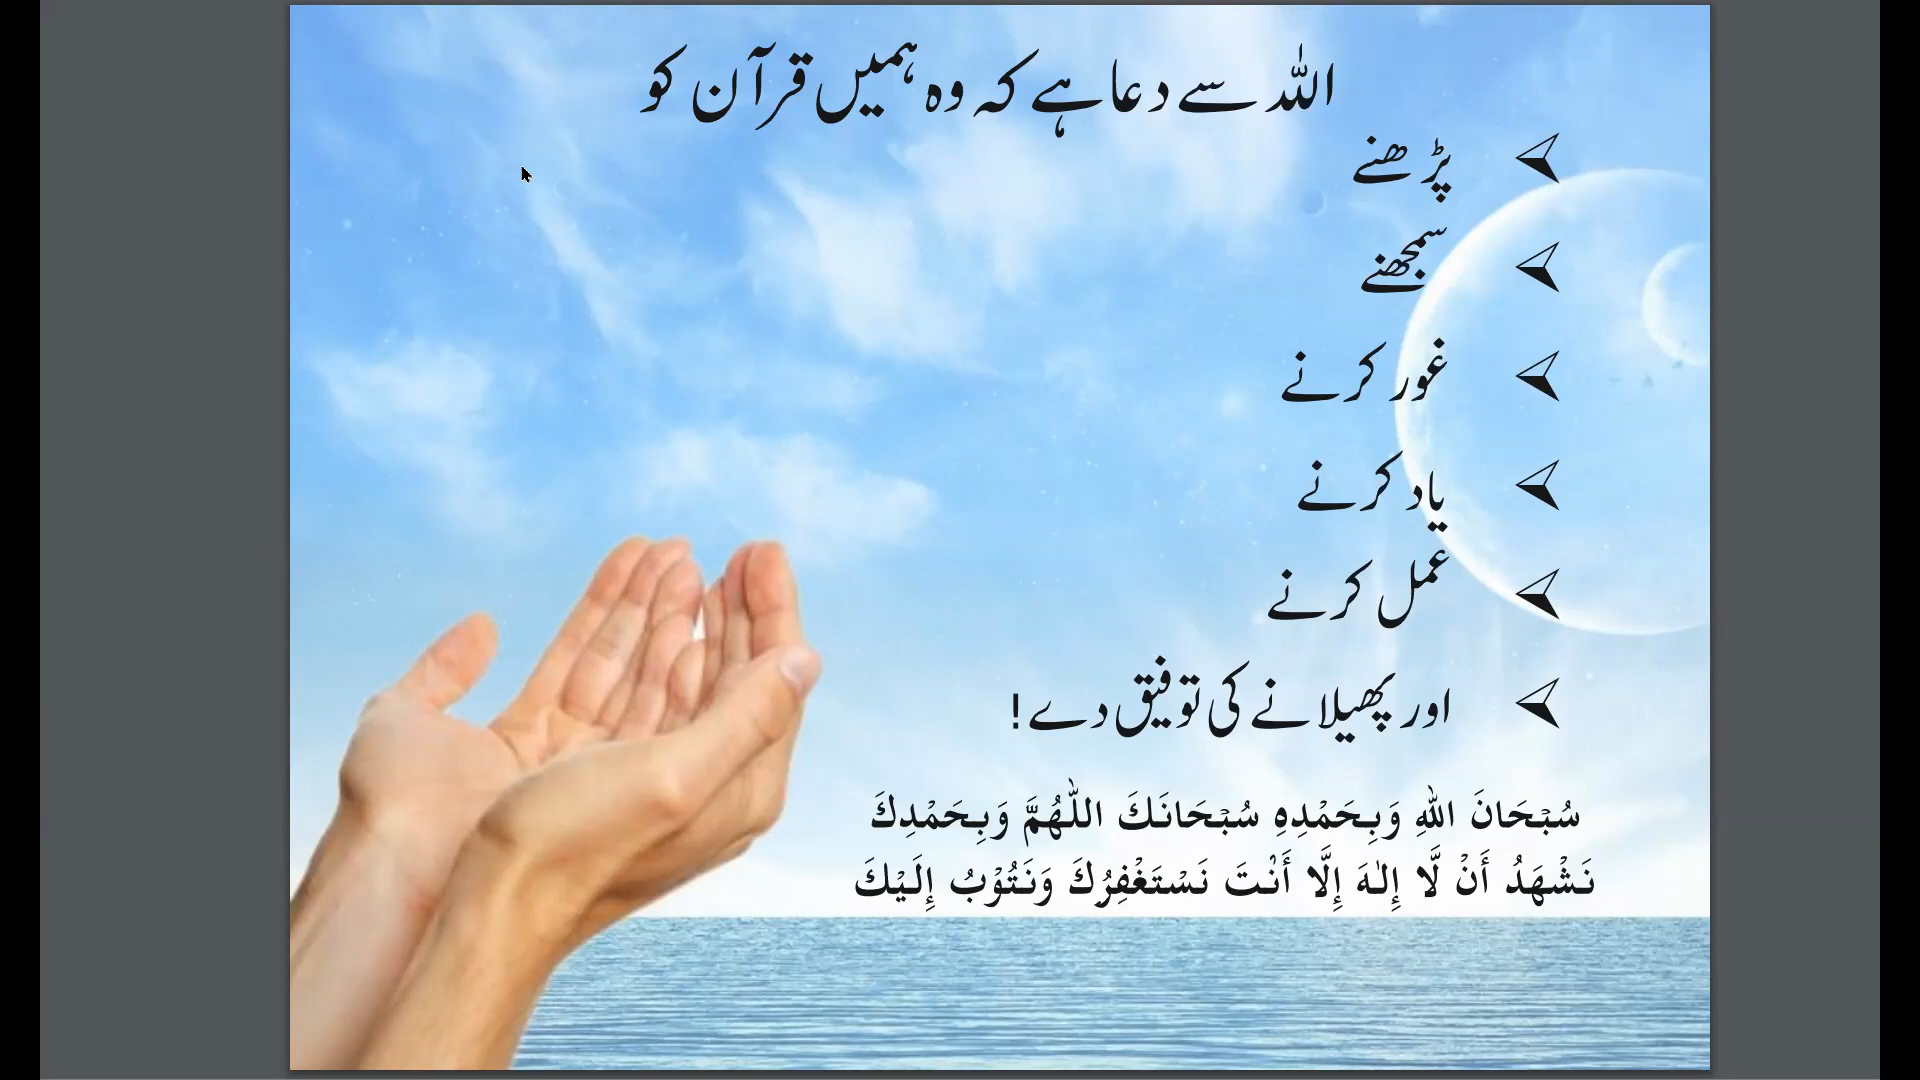 اللہ سے دعا ہے کہ وہ ہمیں قرآن کو
پڑھنے
سمجھنے
غور کرنے
یاد کرنے
عمل کرنے
اور پھیلانے کی توفیق دے!
سُبْحَانَ اللهِ وَبِحَمْدِهِ سُبْحَانَكَ اللّٰهُمَّ وَبِحَمْدِكَ
نَشْهَدُ أَنْ لَّا إِلٰهَ إِلَّا أَنْتَ نَسْتَغْفِرُكَ وَنَتُوْبُ إِلَيْكَ